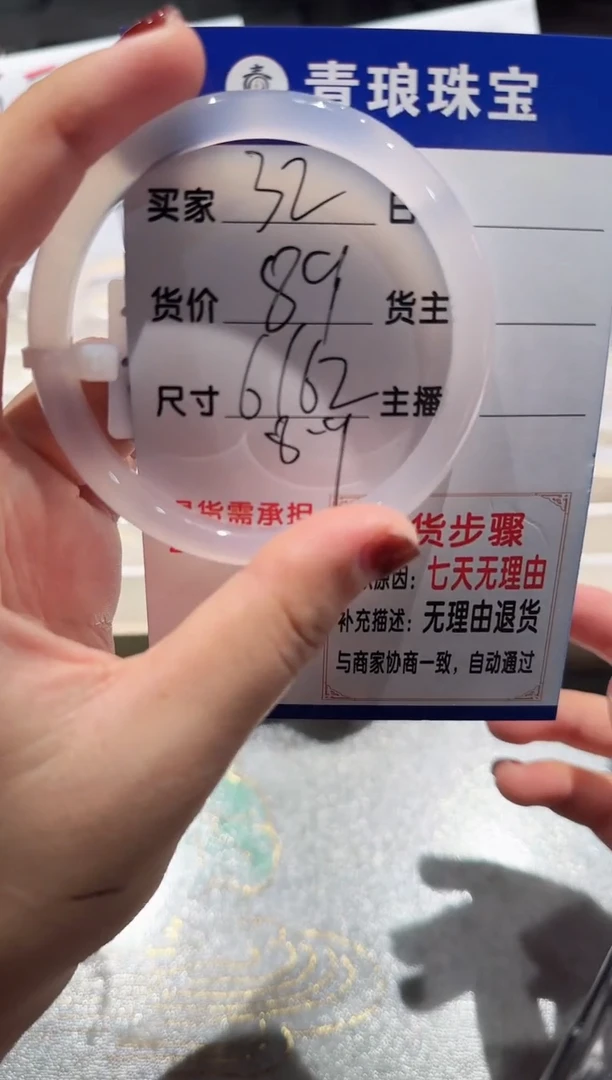 青琅珠宝
买家 32
货价 89 货主
尺寸 6162 主播
8-9
退货需承担
货步骤
原因：七天无理由
补充描述：无理由退货
与商家协商一致，自动通过